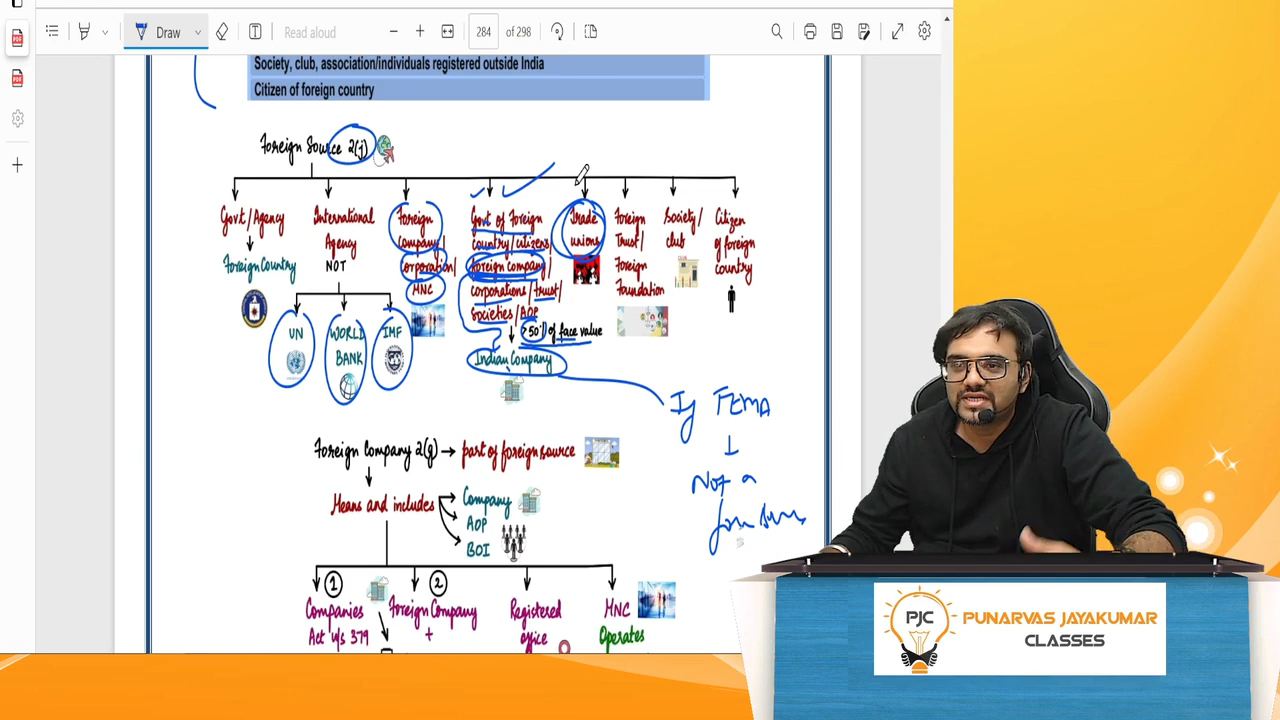 Draw
Read aloud
284 of 298
Society, club, association/individuals registered outside India
Citizen of foreign country
Foreign Source 2(j)
Govt/Agency
Foreign Country
International
Agency
NOT
UN
WORLD
BANK
IMF
Foreign
Company/
Corporation/
MNC
Govt of Foreign
country/citizens/
foreign company/
corporations/trust/
Societies/AOP
>50% of face value
Indian Company
Trade
unions
Foreign
Trust/
Foreign
Foundation
Society/
club
Citizen
of foreign
country
If FEMA
Not a
Foreign Company 2(g) → part of foreign source
Means and includes
Company
AOP
BOI
1
Companies
Act u/s 379
2
Foreign Company
+
Registered
office
MNC
Operates
PJC
PUNARVAS JAYAKUMAR
CLASSES